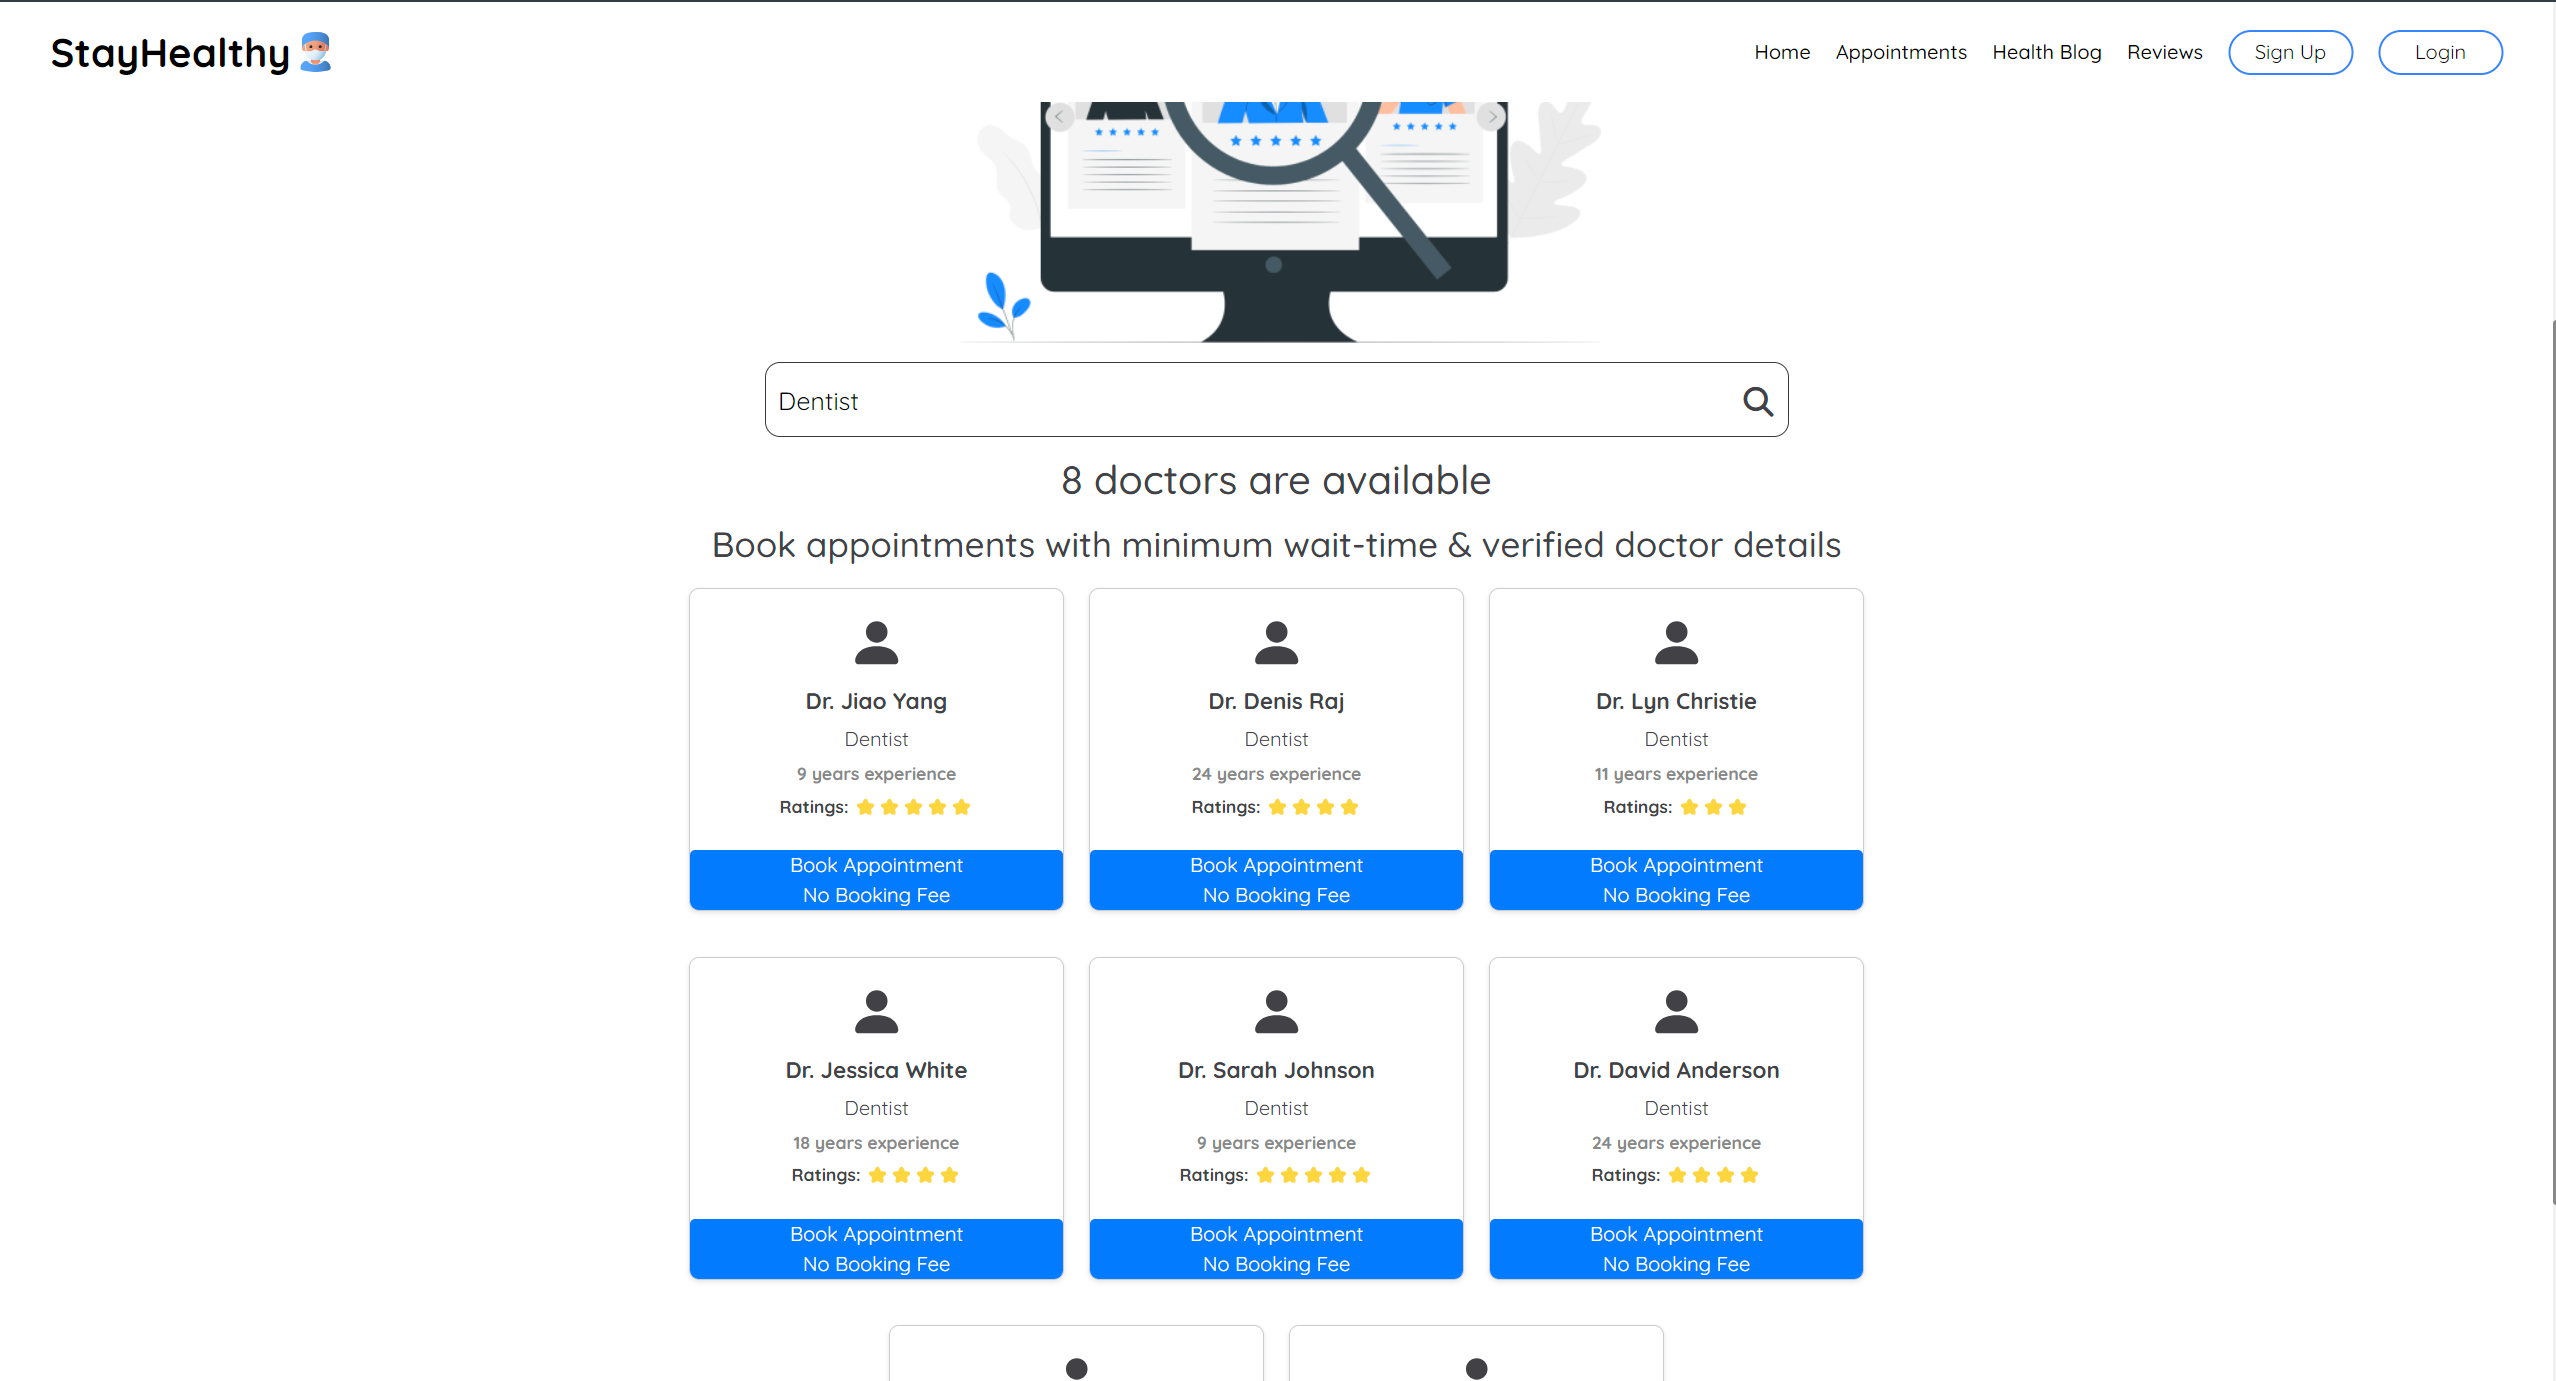 StayHealthy
Home Appointments Health Blog Reviews Sign Up Login
Dentist
8 doctors are available
Book appointments with minimum wait-time & verified doctor details
Dr. Jiao Yang
Dentist
9 years experience
Ratings:
Book Appointment
No Booking Fee
Dr. Denis Raj
Dentist
24 years experience
Ratings:
Book Appointment
No Booking Fee
Dr. Lyn Christie
Dentist
11 years experience
Ratings:
Book Appointment
No Booking Fee
Dr. Jessica White
Dentist
18 years experience
Ratings:
Book Appointment
No Booking Fee
Dr. Sarah Johnson
Dentist
9 years experience
Ratings:
Book Appointment
No Booking Fee
Dr. David Anderson
Dentist
24 years experience
Ratings:
Book Appointment
No Booking Fee